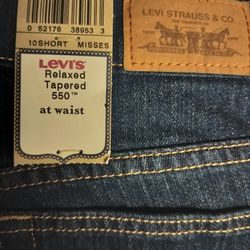 0 52176 38953 3
10SHORT MISSES
Levi's
Relaxed
Tapered
550™
at waist
LEVI STRAUSS & CO.